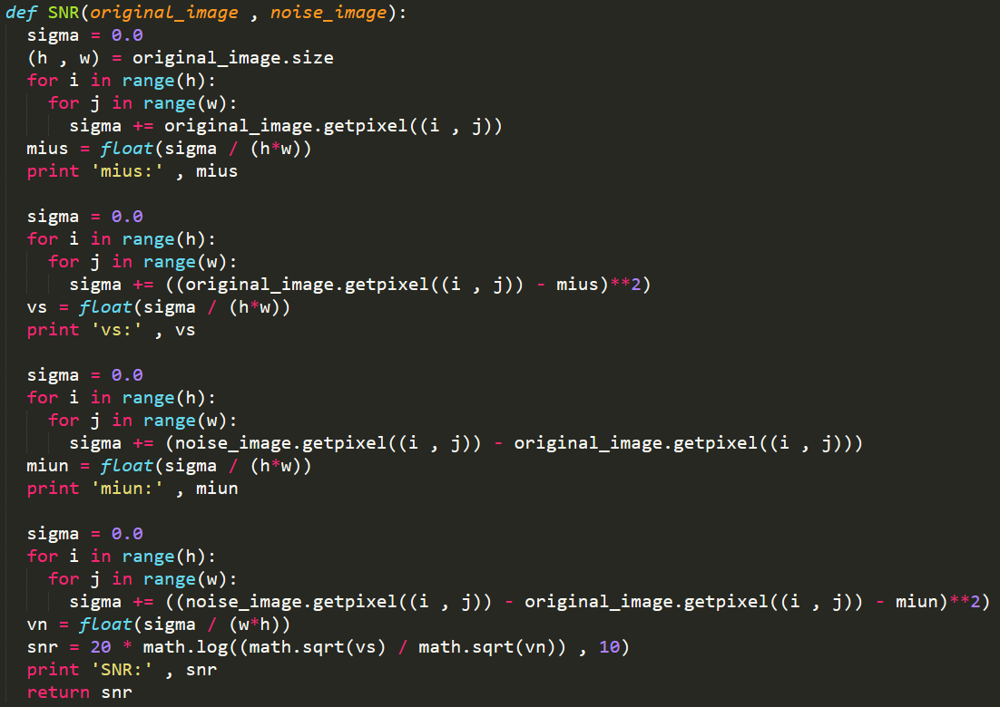 def SNR(original_image , noise_image):
  sigma = 0.0
  (h , w) = original_image.size
  for i in range(h):
    for j in range(w):
      sigma += original_image.getpixel((i , j))
  mius = float(sigma / (h*w))
  print 'mius:' , mius

  sigma = 0.0
  for i in range(h):
    for j in range(w):
      sigma += ((original_image.getpixel((i , j)) - mius)**2)
  vs = float(sigma / (h*w))
  print 'vs:' , vs

  sigma = 0.0
  for i in range(h):
    for j in range(w):
      sigma += (noise_image.getpixel((i , j)) - original_image.getpixel((i , j)))
  miun = float(sigma / (h*w))
  print 'miun:' , miun

  sigma = 0.0
  for i in range(h):
    for j in range(w):
      sigma += ((noise_image.getpixel((i , j)) - original_image.getpixel((i , j)) - miun)**2)
  vn = float(sigma / (w*h))
  snr = 20 * math.log((math.sqrt(vs) / math.sqrt(vn)) , 10)
  print 'SNR:' , snr
  return snr